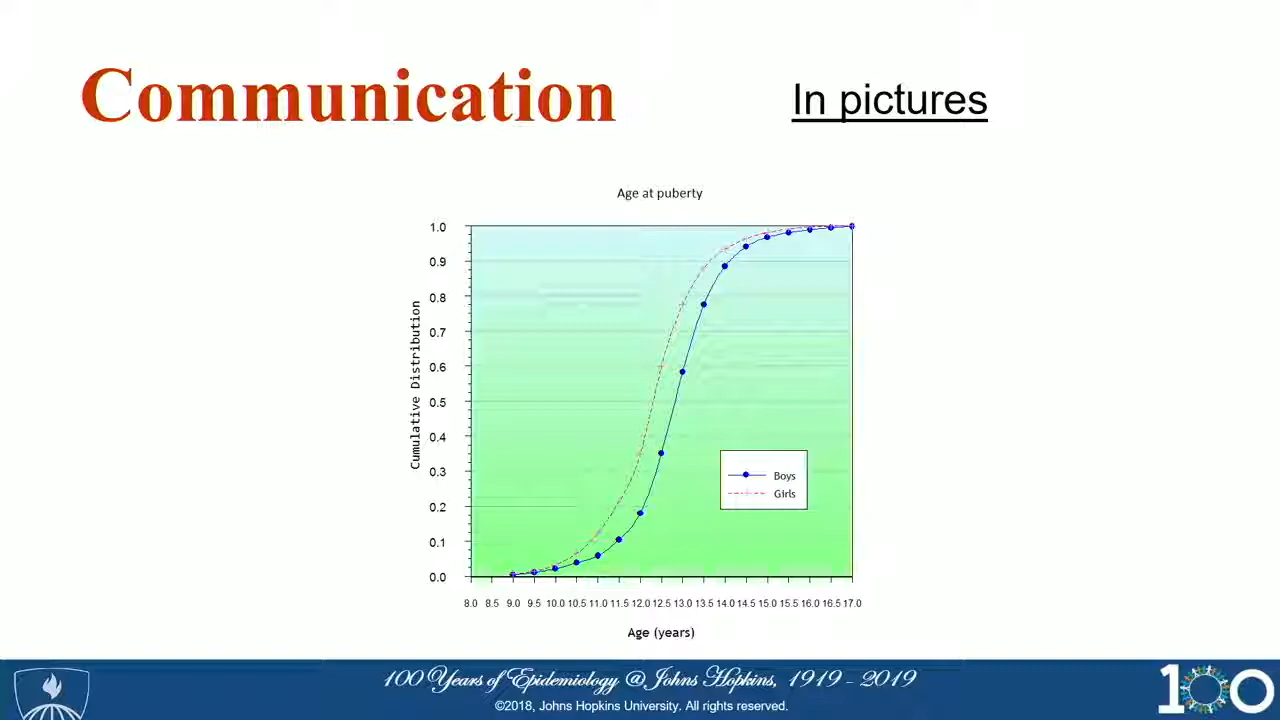 Communication
In pictures
Age at puberty
Cumulative Distribution
1.0
0.9
0.8
0.7
0.6
0.5
0.4
0.3
0.2
0.1
0.0
Boys
Girls
8.0 8.5 9.0 9.5 10.0 10.5 11.0 11.5 12.0 12.5 13.0 13.5 14.0 14.5 15.0 15.5 16.0 16.5 17.0
Age (years)
100 Years of Epidemiology @ Johns Hopkins, 1919 - 2019
©2018, Johns Hopkins University. All rights reserved.
100